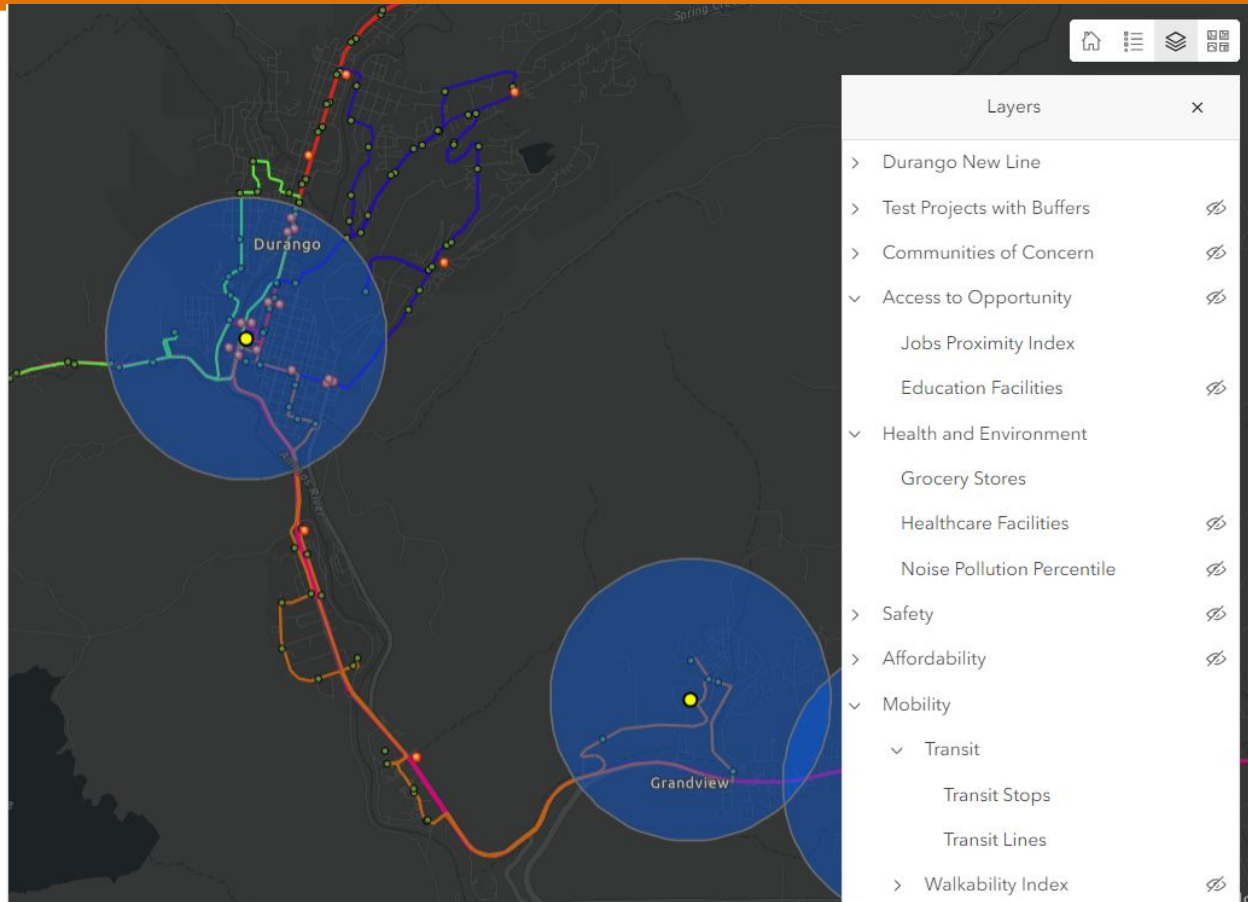 Spring Cree
Durango
Animas River
Grandview
Layers
Durango New Line
Test Projects with Buffers
Communities of Concern
Access to Opportunity
Jobs Proximity Index
Education Facilities
Health and Environment
Grocery Stores
Healthcare Facilities
Noise Pollution Percentile
Safety
Affordability
Mobility
Transit
Transit Stops
Transit Lines
Walkability Index